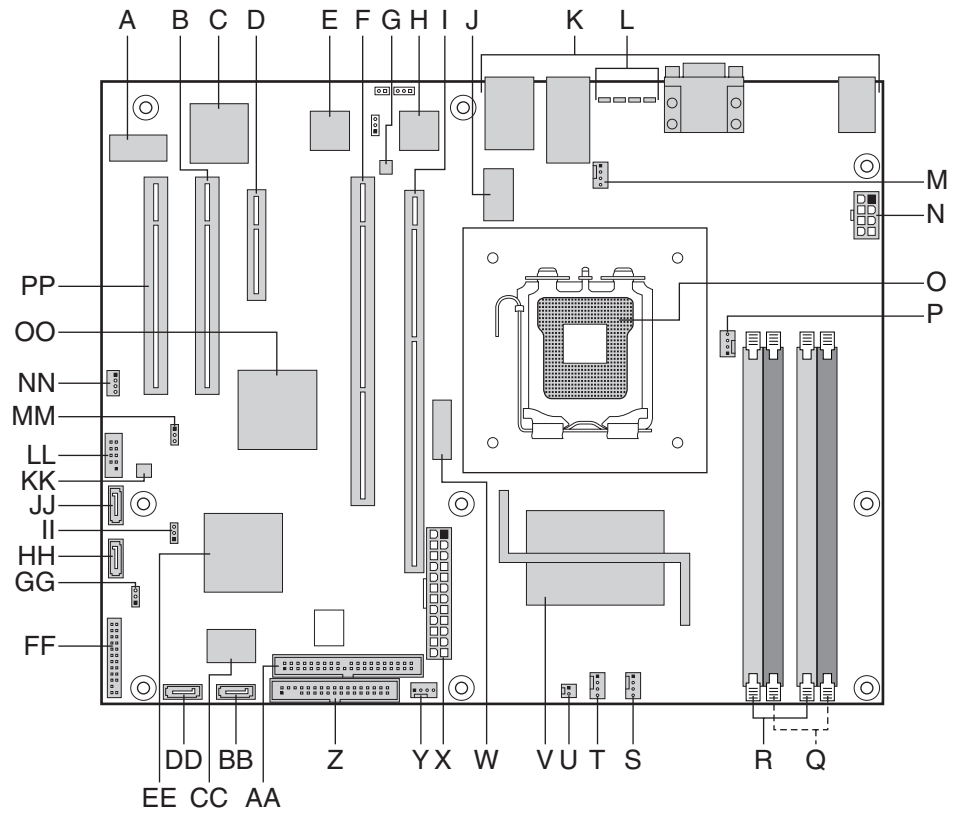 A B C D E F G H I J K L
M
N
O
P
PP
OO
NN
MM
LL
KK
JJ
II
HH
GG
FF
DD BB Z Y X W V U T S R Q
EE CC AA